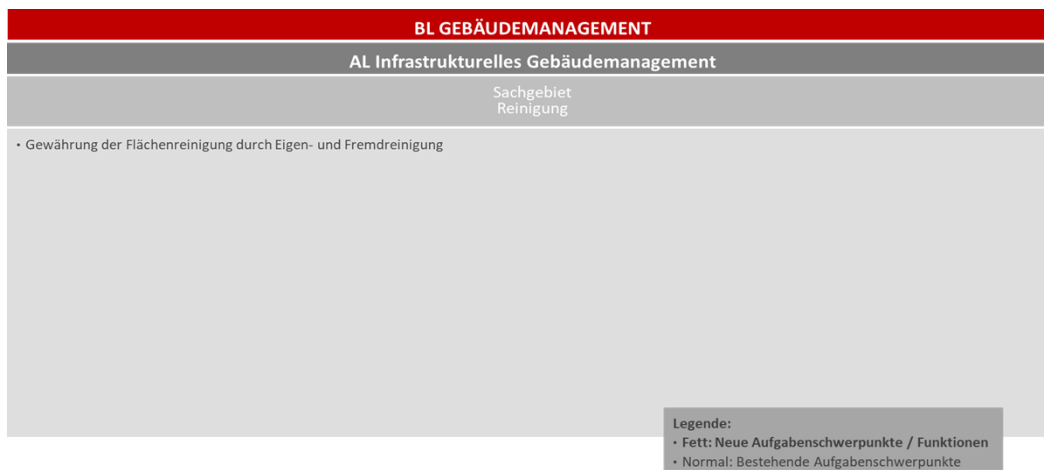 BL GEBÄUDEMANAGEMENT
AL Infrastrukturelles Gebäudemanagement
Sachgebiet
Reinigung
• Gewährung der Flächenreinigung durch Eigen- und Fremdreinigung
Legende:
• Fett: Neue Aufgabenschwerpunkte / Funktionen
• Normal: Bestehende Aufgabenschwerpunkte